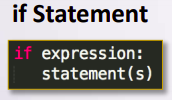 if Statement
if expression:
    statement(s)